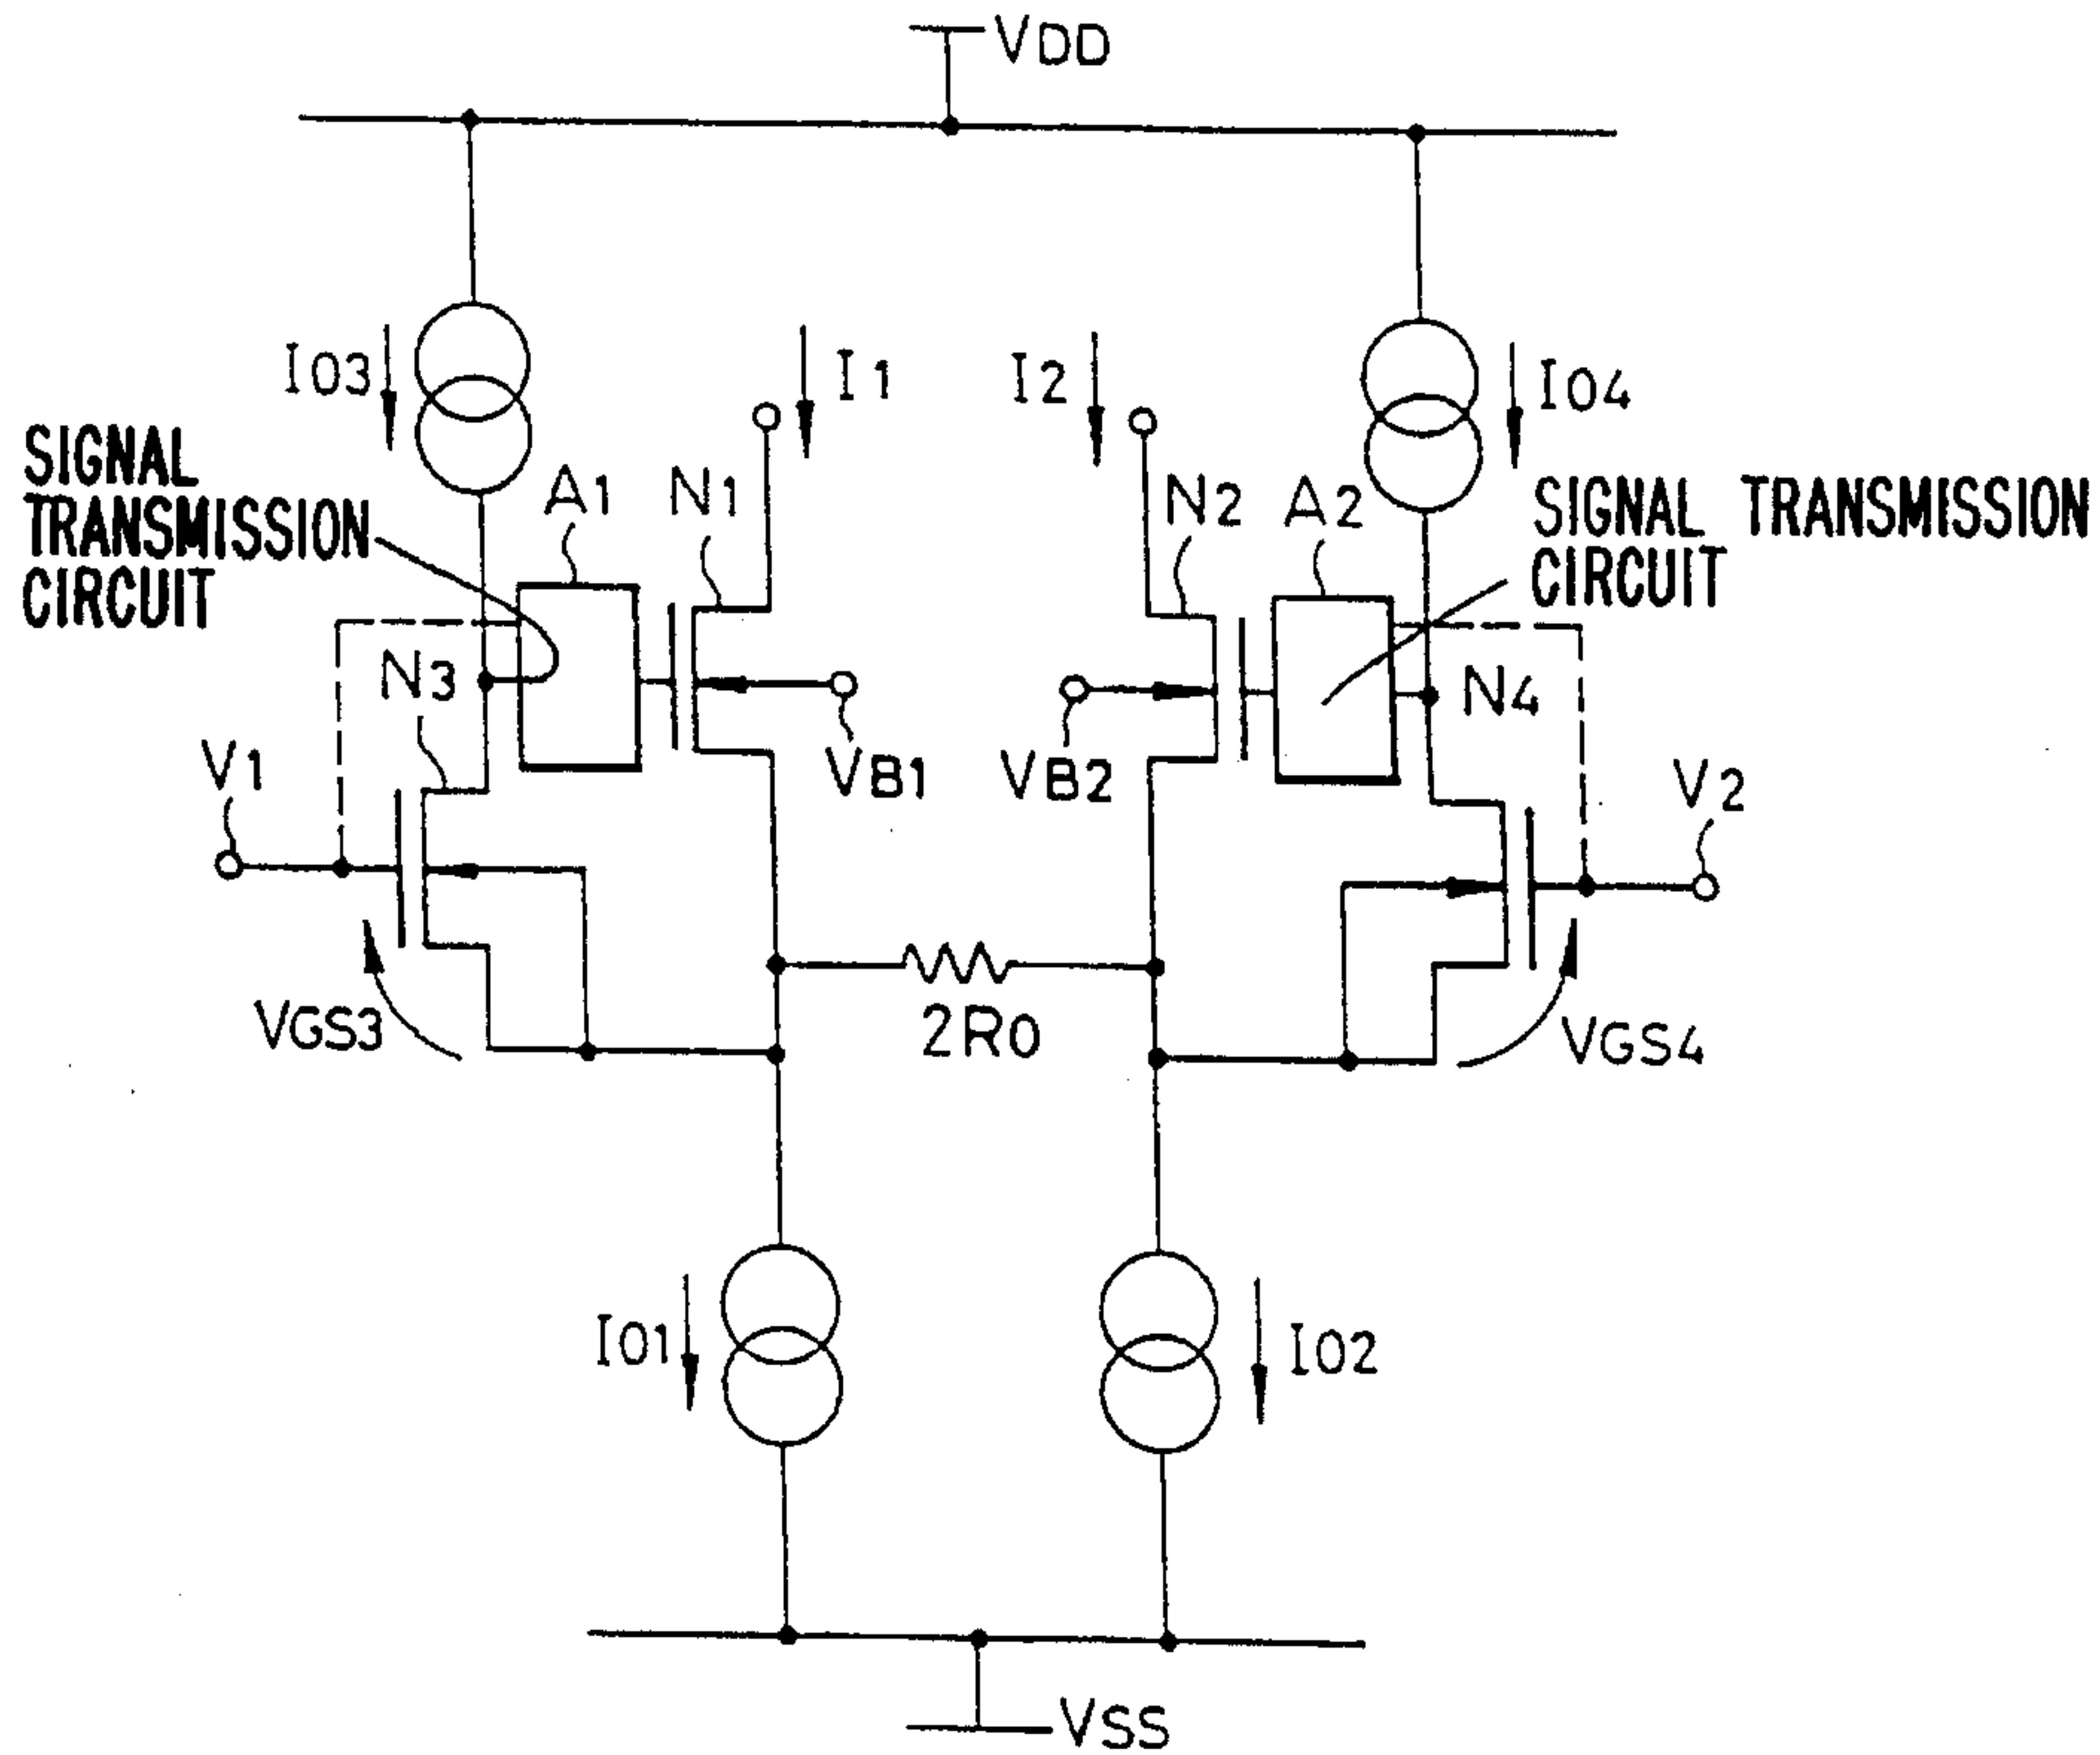 VDD
I03
I1
I2
I04
SIGNAL
TRANSMISSION
CIRCUIT
A1
N1
N2
A2
SIGNAL TRANSMISSION
CIRCUIT
N3
N4
V1
VB1
VB2
V2
VGS3
2R0
VGS4
I01
I02
VSS